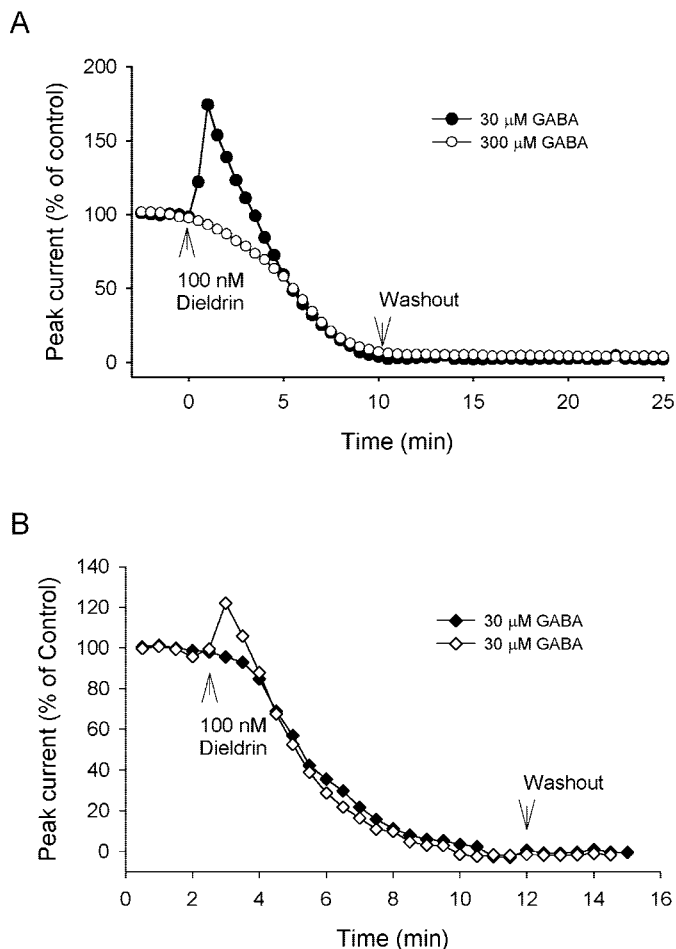 A
Peak current (% of control)
200
150
100
50
0
30 μM GABA
300 μM GABA
100 nM
Dieldrin
Washout
0
5
10
15
20
25
Time (min)
B
Peak current (% of Control)
140
120
100
80
60
40
20
0
30 μM GABA
30 μM GABA
100 nM
Dieldrin
Washout
0
2
4
6
8
10
12
14
16
Time (min)